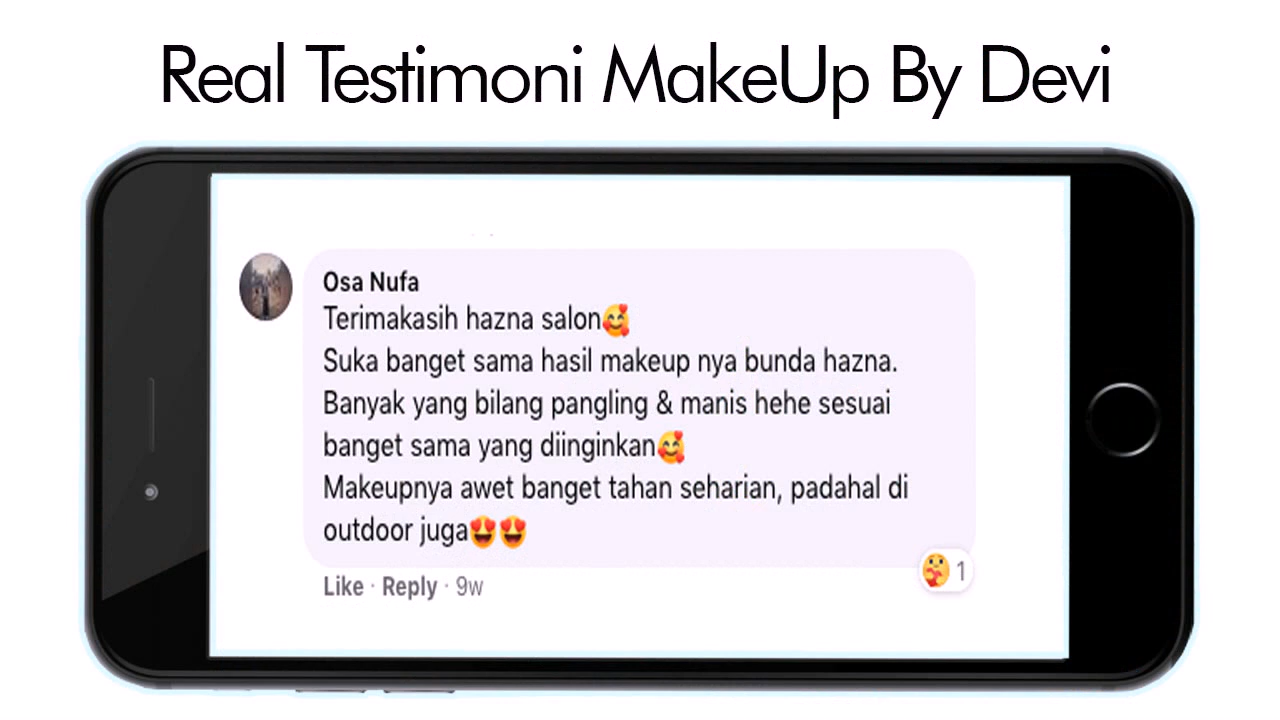 Real Testimoni MakeUp By Devi
Osa Nufa
Terimakasih hazna salon🥰
Suka banget sama hasil makeup nya bunda hazna.
Banyak yang bilang pangling & manis hehe sesuai
banget sama yang diinginkan🥰
Makeupnya awet banget tahan seharian, padahal di
outdoor juga😍😍
Like · Reply · 9w
1